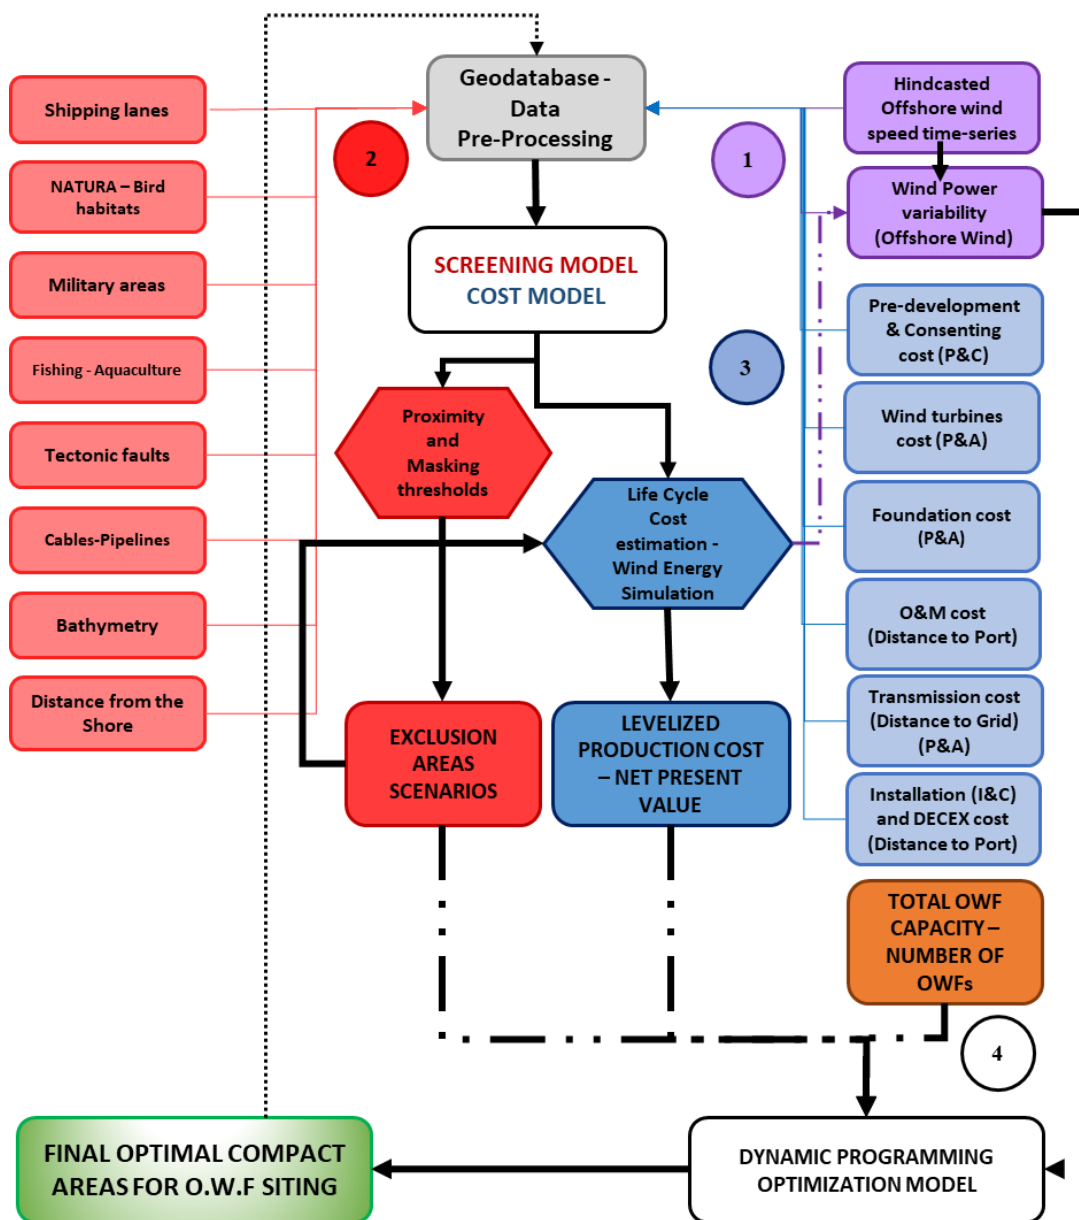 Geodatabase -
Data
Pre-Processing
Shipping lanes
NATURA – Bird
habitats
Military areas
Fishing - Aquaculture
Tectonic faults
Cables-Pipelines
Bathymetry
Distance from the
Shore
2
1
3
Hindcasted
Offshore wind
speed time-series
Wind Power
variability
(Offshore Wind)
SCREENING MODEL
COST MODEL
Pre-development
& Consenting
cost (P&C)
Wind turbines
cost (P&A)
Foundation cost
(P&A)
O&M cost
(Distance to Port)
Transmission cost
(Distance to Grid)
(P&A)
Installation (I&C)
and DECEX cost
(Distance to Port)
Proximity
and
Masking
thresholds
Life Cycle
Cost
estimation -
Wind Energy
Simulation
EXCLUSION
AREAS
SCENARIOS
LEVELIZED
PRODUCTION COST
– NET PRESENT
VALUE
TOTAL OWF
CAPACITY –
NUMBER OF
OWFs
4
FINAL OPTIMAL COMPACT
AREAS FOR O.W.F SITING
DYNAMIC PROGRAMMING
OPTIMIZATION MODEL